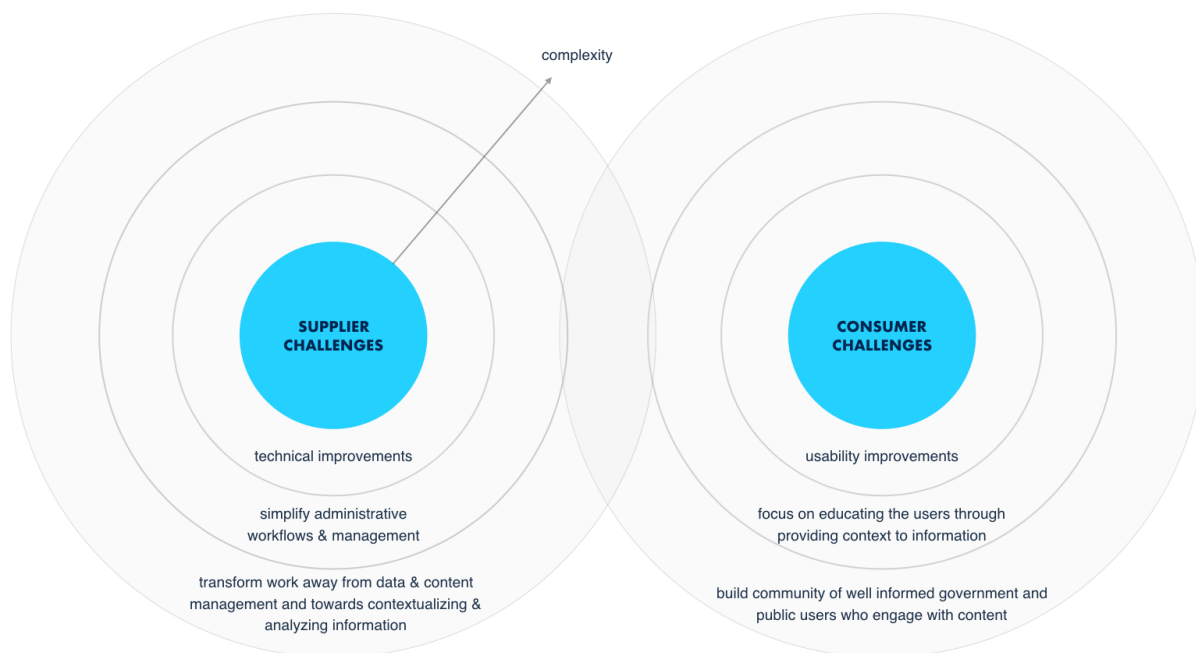 complexity
SUPPLIER
CHALLENGES
technical improvements
simplify administrative
workflows & management
transform work away from data & content
management and towards contextualizing &
analyzing information
CONSUMER
CHALLENGES
usability improvements
focus on educating the users through
providing context to information
build community of well informed government and
public users who engage with content